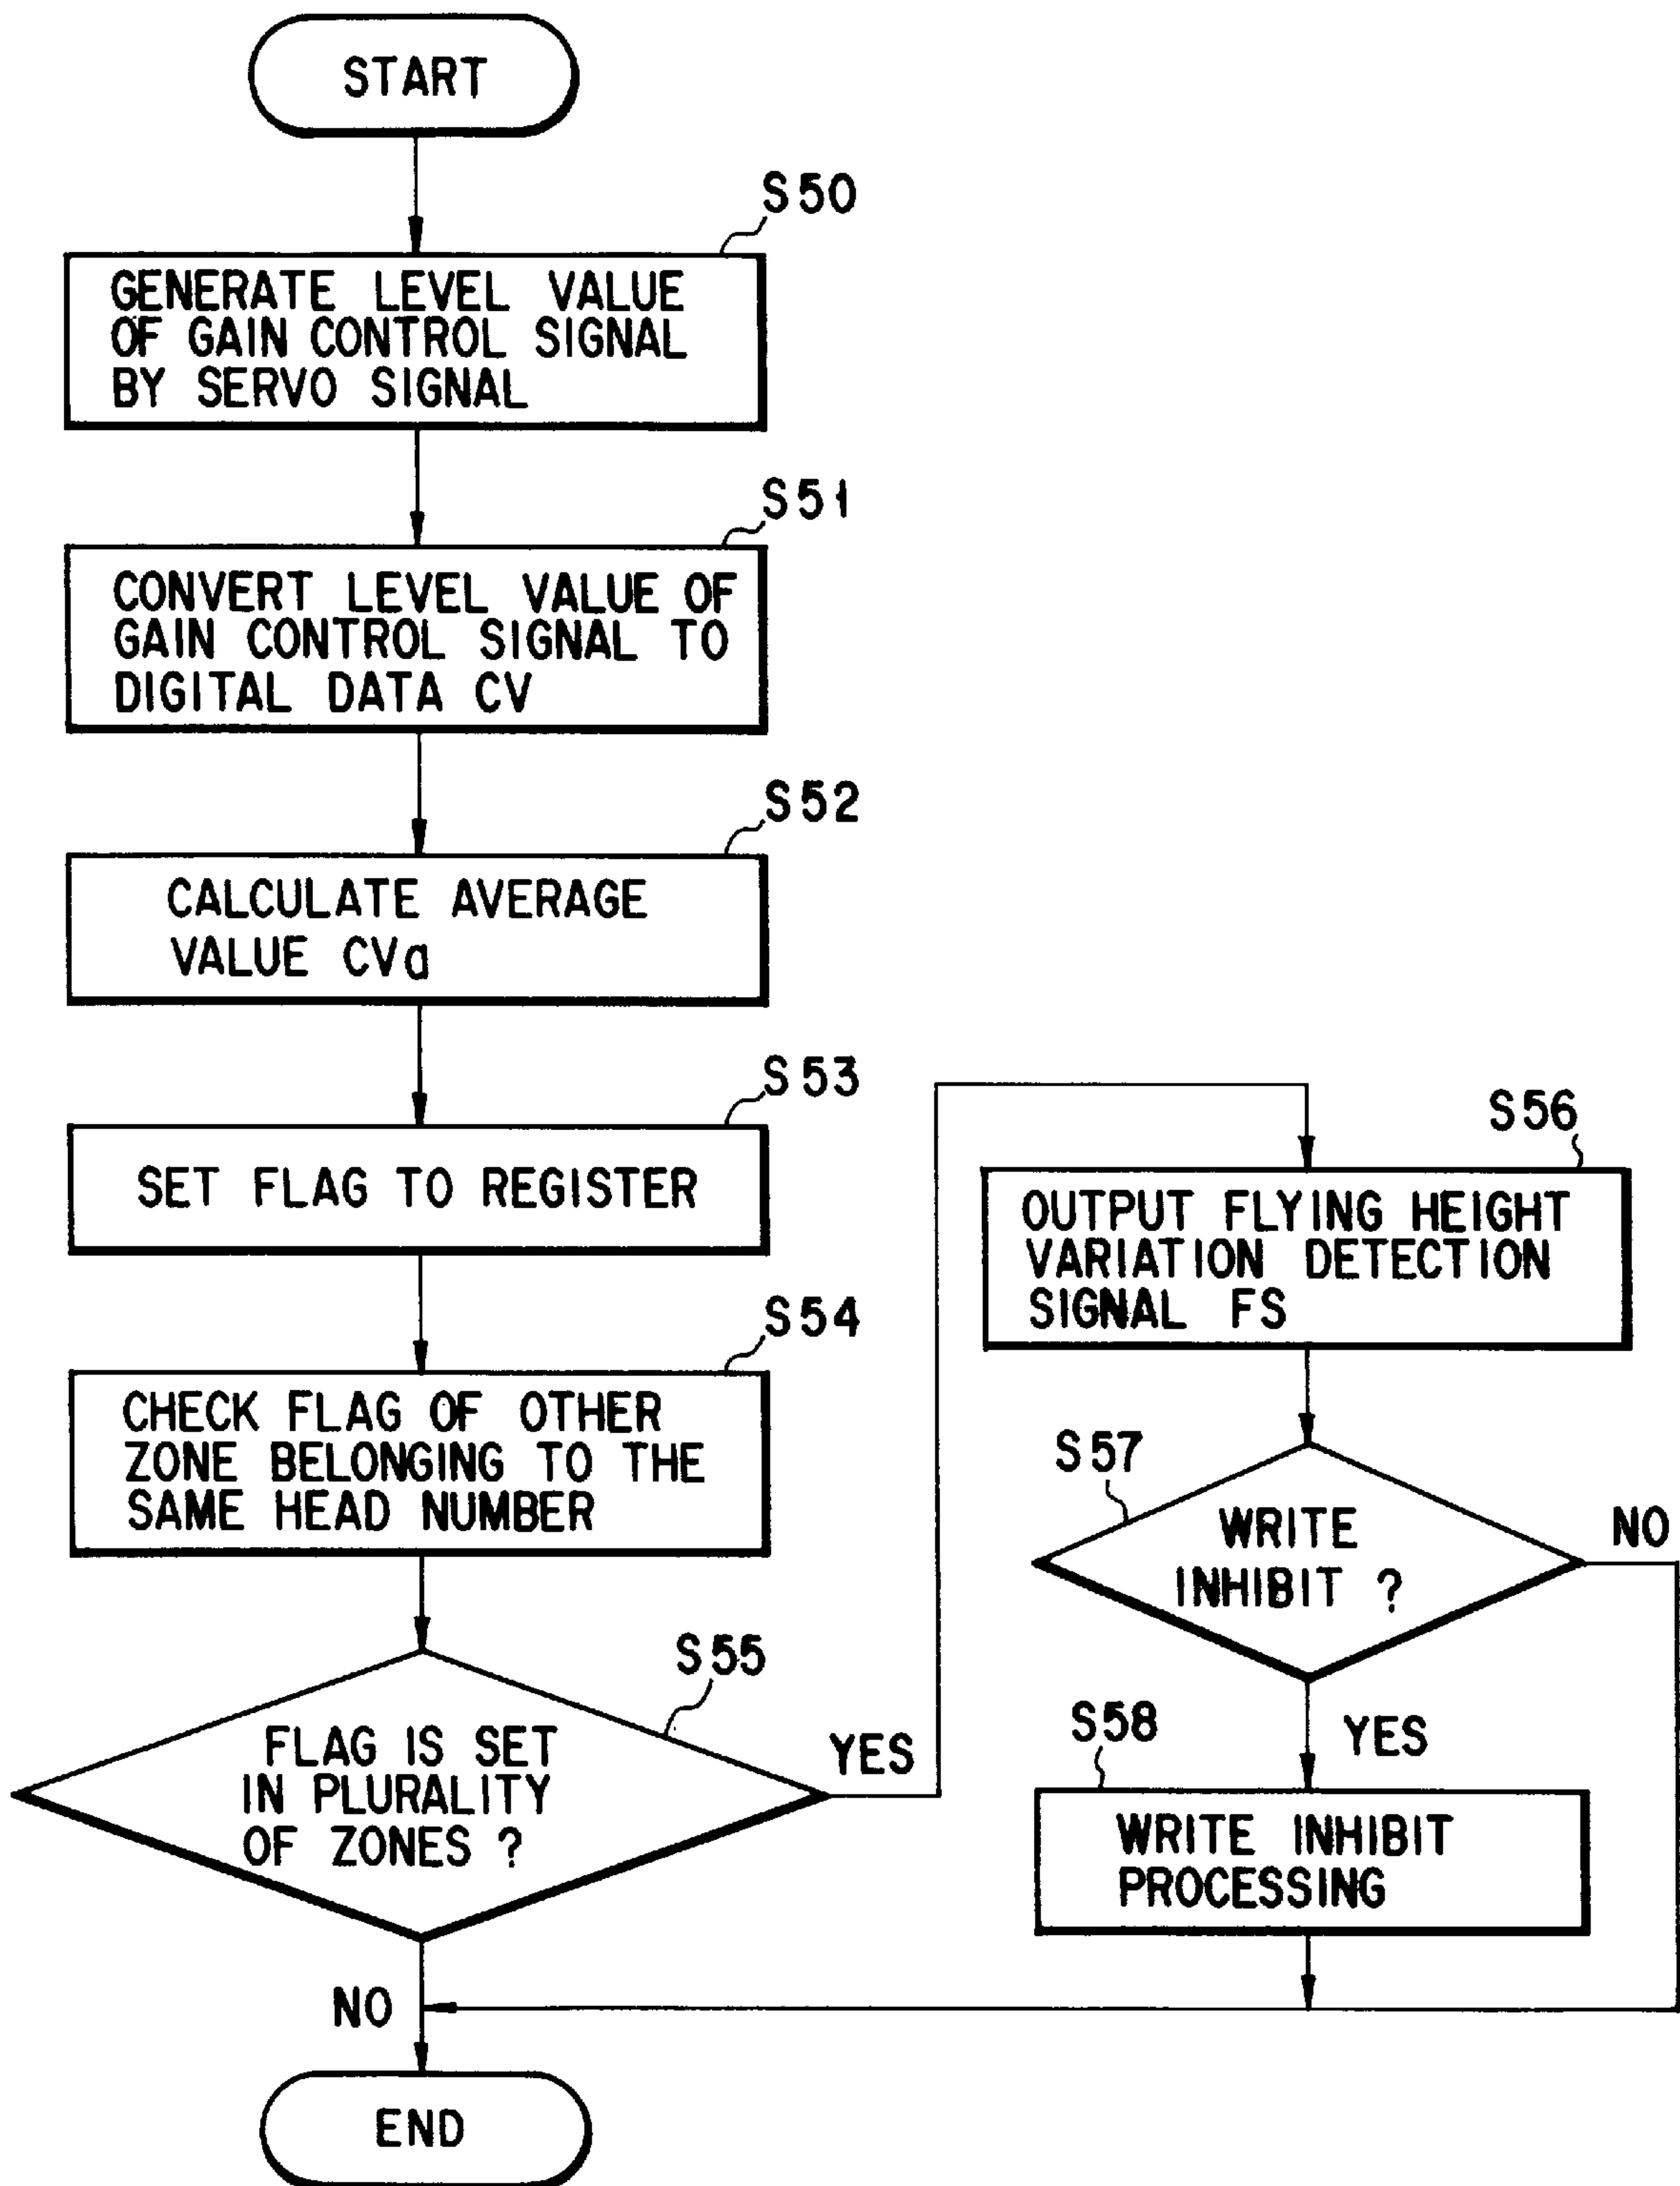 START
S50
GENERATE LEVEL VALUE
OF GAIN CONTROL SIGNAL
BY SERVO SIGNAL
S51
CONVERT LEVEL VALUE OF
GAIN CONTROL SIGNAL TO
DIGITAL DATA CV
S52
CALCULATE AVERAGE
VALUE CVa
S53
SET FLAG TO REGISTER
S54
CHECK FLAG OF OTHER
ZONE BELONGING TO THE
SAME HEAD NUMBER
S55
FLAG IS SET
IN PLURALITY
OF ZONES ?
YES
NO
S56
OUTPUT FLYING HEIGHT
VARIATION DETECTION
SIGNAL FS
S57
WRITE
INHIBIT ?
NO
YES
S58
WRITE INHIBIT
PROCESSING
END